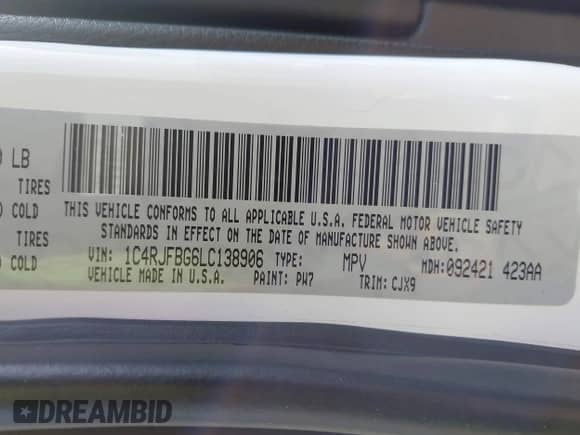 LB
TIRES
COLD
TIRES
COLD
THIS VEHICLE CONFORMS TO ALL APPLICABLE U.S.A. FEDERAL MOTOR VEHICLE SAFETY
STANDARDS IN EFFECT ON THE DATE OF MANUFACTURE SHOWN ABOVE.
VIN: 1C4RJFBG6LC138906 TYPE: MPV MDH:092421 423AA
VEHICLE MADE IN U.S.A. PAINT: PW7 TRIM: CJX9
DREAMBID